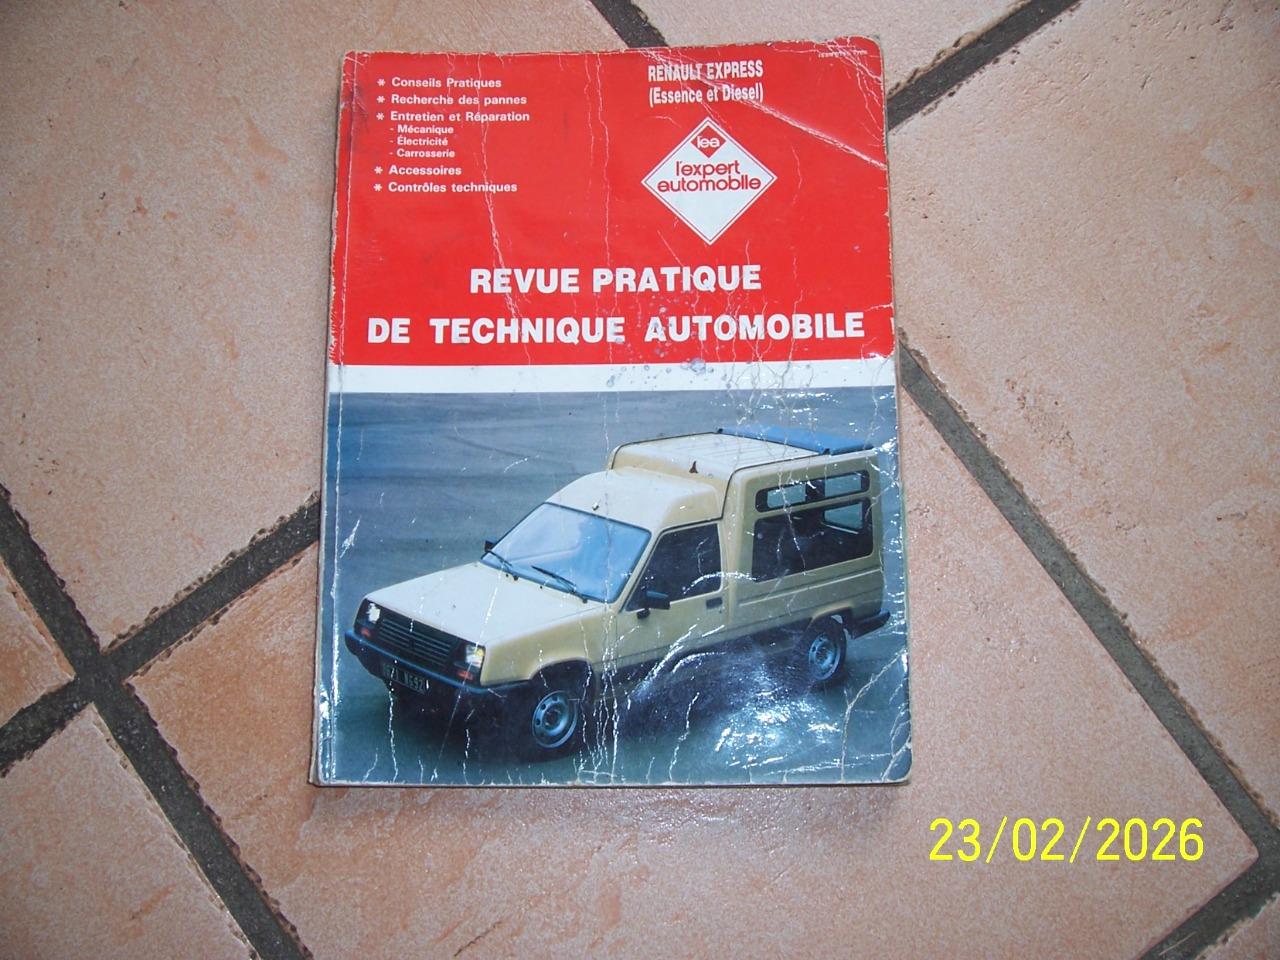 * Conseils Pratiques
* Recherche des pannes
* Entretien et Réparation
- Mécanique
- Électricité
- Carrosserie
* Accessoires
* Contrôles techniques
RENAULT EXPRESS
(Essence et Diesel)
l'ea
l'expert
automobile
REVUE PRATIQUE
DE TECHNIQUE AUTOMOBILE
23/02/2026